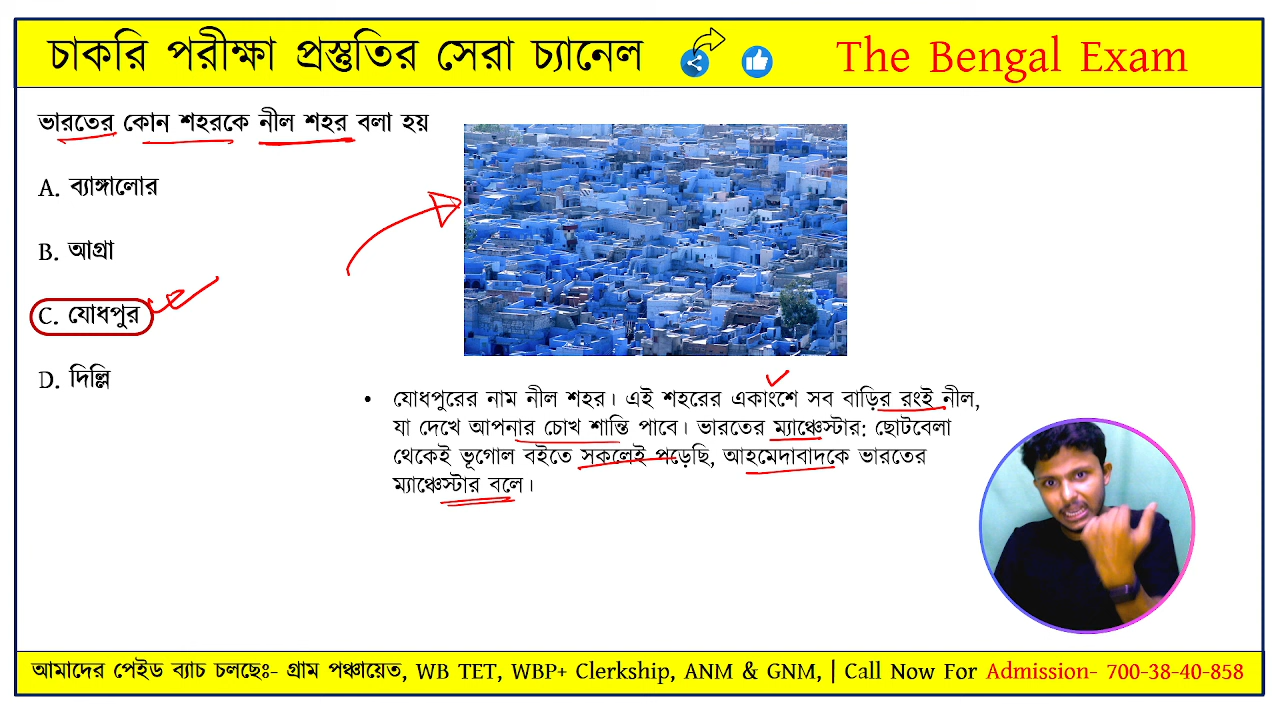 চাকরি পরীক্ষা প্রস্তুতির সেরা চ্যানেল The Bengal Exam
ভারতের কোন শহরকে নীল শহর বলা হয়
A. ব্যাঙ্গালোর
B. আগ্রা
C. যোধপুর
D. দিল্লি
• যোধপুরের নাম নীল শহর। এই শহরের একাংশে সব বাড়ির রংই নীল,
যা দেখে আপনার চোখ শান্তি পাবে। ভারতের ম্যাঞ্চেস্টার: ছোটবেলা
থেকেই ভূগোল বইতে সকলেই পড়েছি, আহমেদাবাদকে ভারতের
ম্যাঞ্চেস্টার বলে।
আমাদের পেইড ব্যাচ চলছেঃ- গ্রাম পঞ্চায়েত, WB TET, WBP+ Clerkship, ANM & GNM, | Call Now For Admission- 700-38-40-858